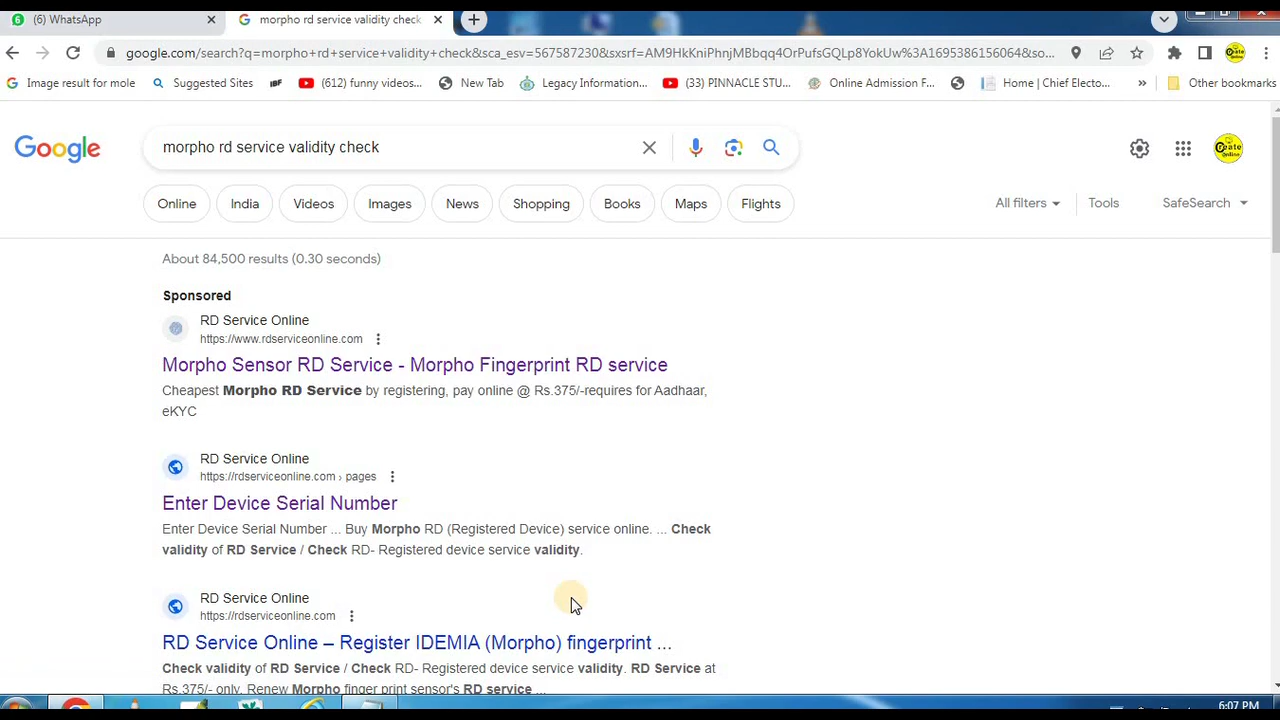 (6) WhatsApp
morpho rd service validity check
google.com/search?q=morpho+rd+service+validity+check&sca_esv=567587230&sxsrf=AM9HkKniPhnjMBbqq4OrPufsGQLp8YokUw%3A1695386156064&so...
Image result for mole
Suggested Sites
(612) funny videos...
New Tab
Legacy Information...
(33) PINNACLE STU...
Online Admission F...
Home | Chief Electo...
»
Other bookmarks
Google
morpho rd service validity check
Online
India
Videos
Images
News
Shopping
Books
Maps
Flights
All filters
Tools
SafeSearch
About 84,500 results (0.30 seconds)
Sponsored
RD Service Online
https://www.rdserviceonline.com
Morpho Sensor RD Service - Morpho Fingerprint RD service
Cheapest Morpho RD Service by registering, pay online @ Rs.375/-requires for Aadhaar,
eKYC
RD Service Online
https://rdserviceonline.com › pages
Enter Device Serial Number
Enter Device Serial Number ... Buy Morpho RD (Registered Device) service online. ... Check
validity of RD Service / Check RD- Registered device service validity.
RD Service Online
https://rdserviceonline.com
RD Service Online – Register IDEMIA (Morpho) fingerprint ...
Check validity of RD Service / Check RD- Registered device service validity. RD Service at
Rs.375/- only. Renew Morpho finger print sensor's RD service ...
6:07 PM